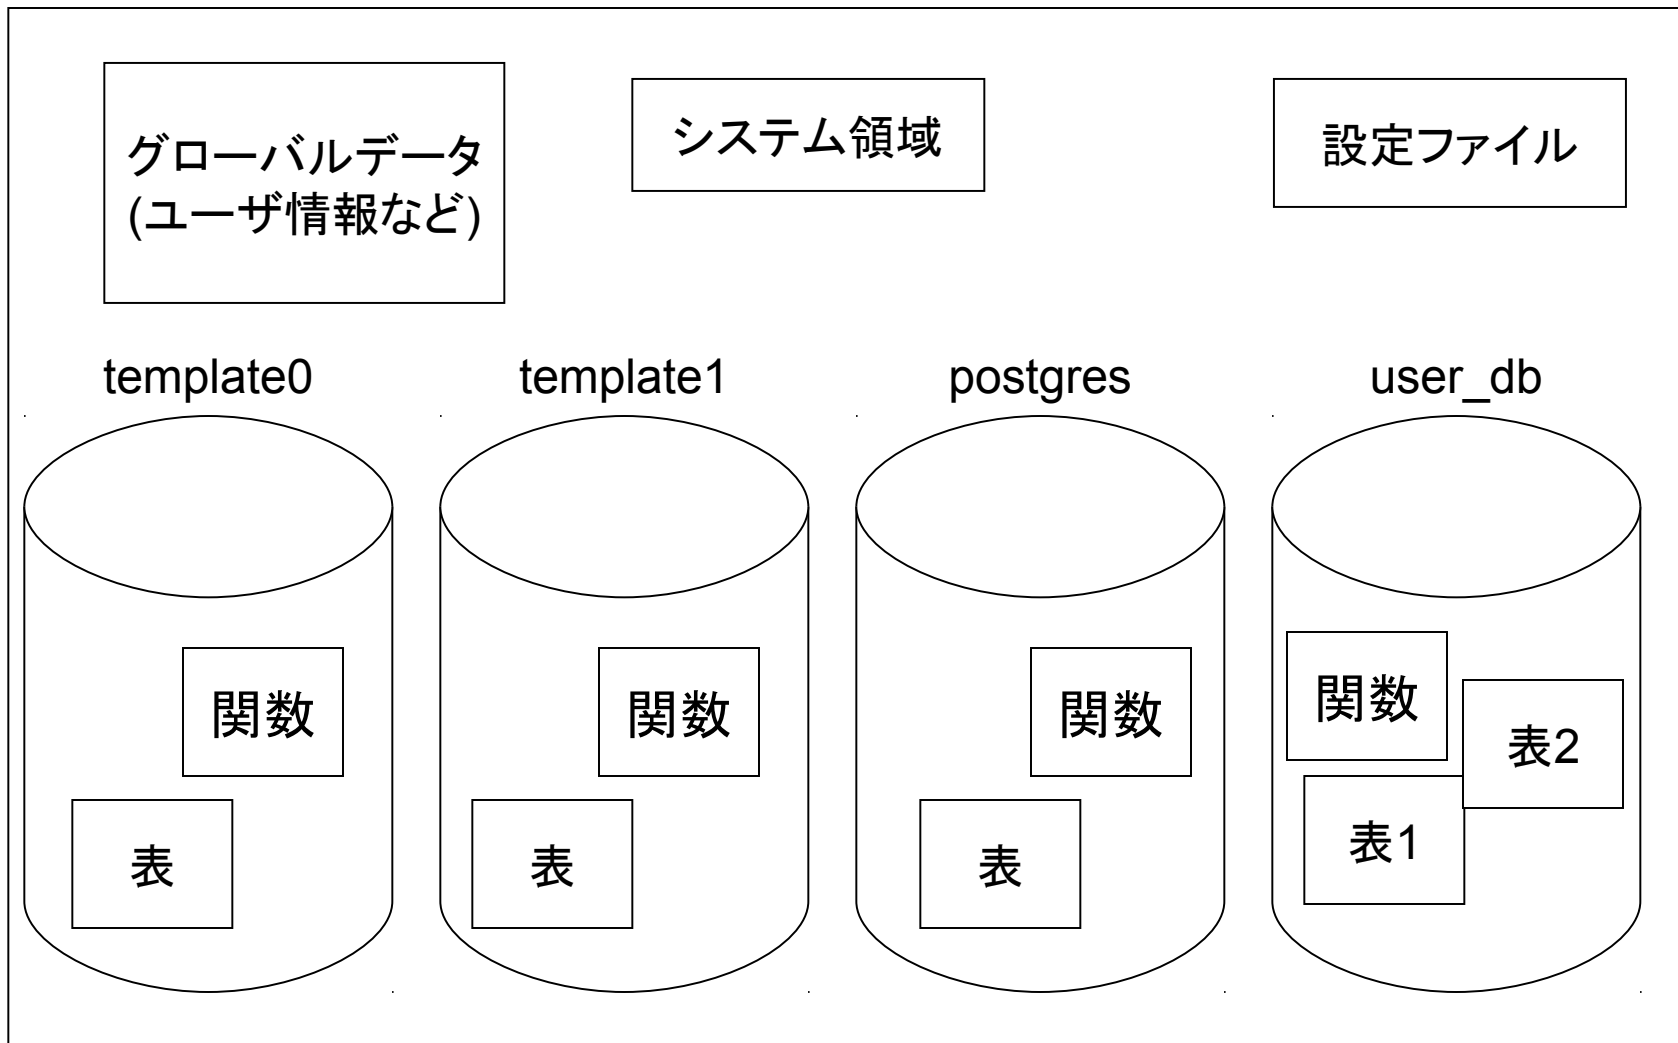 グローバルデータ
(ユーザ情報など)
システム領域
設定ファイル
template0
template1
postgres
user_db
関数
表
関数
表
関数
表
関数
表2
表1